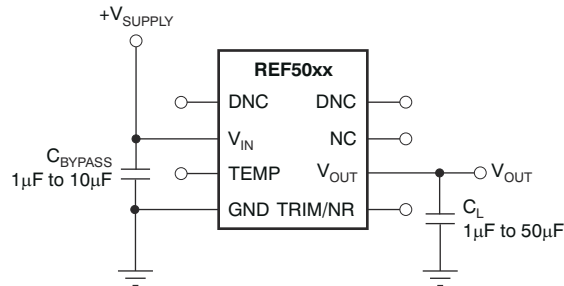 +V_SUPPLY
REF50xx
DNC DNC
V_IN NC
C_BYPASS
1μF to 10μF
TEMP V_OUT V_OUT
GND TRIM/NR
C_L
1μF to 50μF